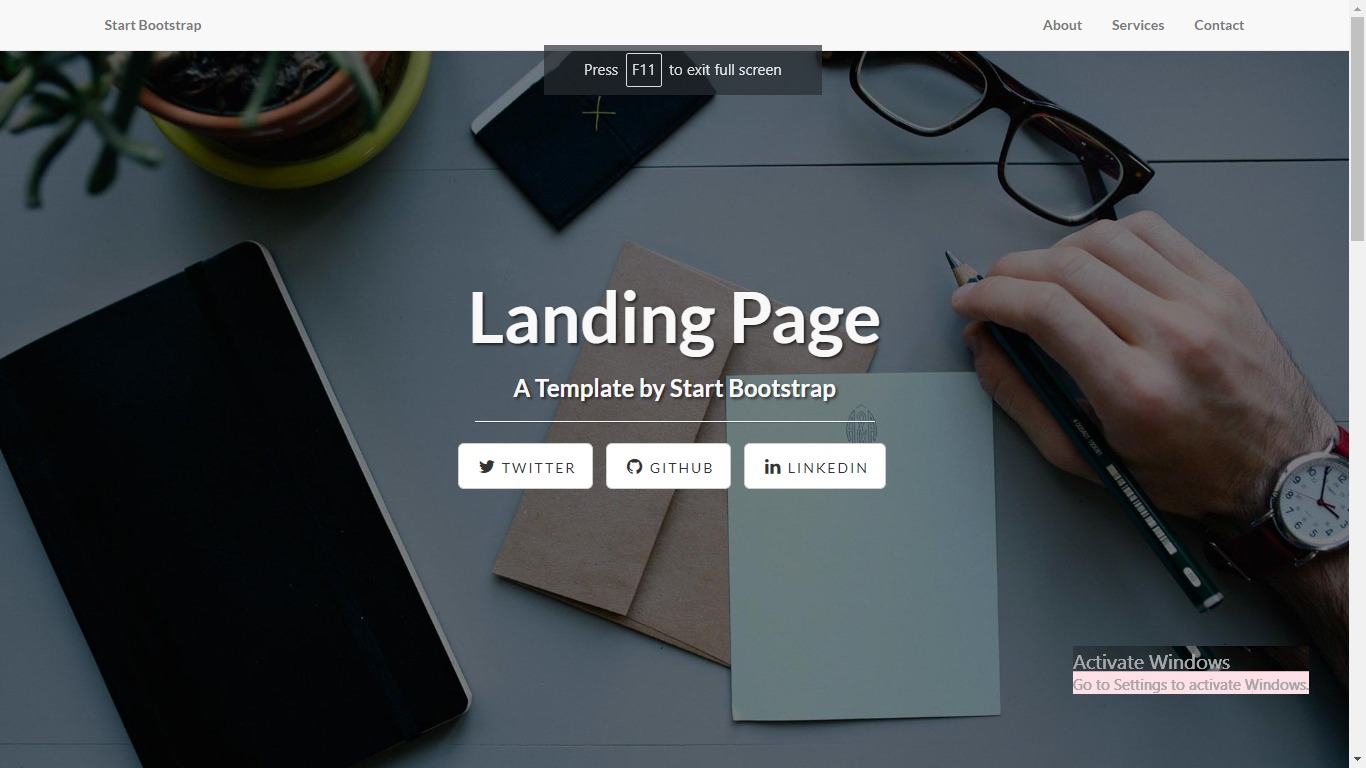 Start Bootstrap
About
Services
Contact
Press F11 to exit full screen
Landing Page
A Template by Start Bootstrap
TWITTER
GITHUB
LINKEDIN
Activate Windows
Go to Settings to activate Windows.